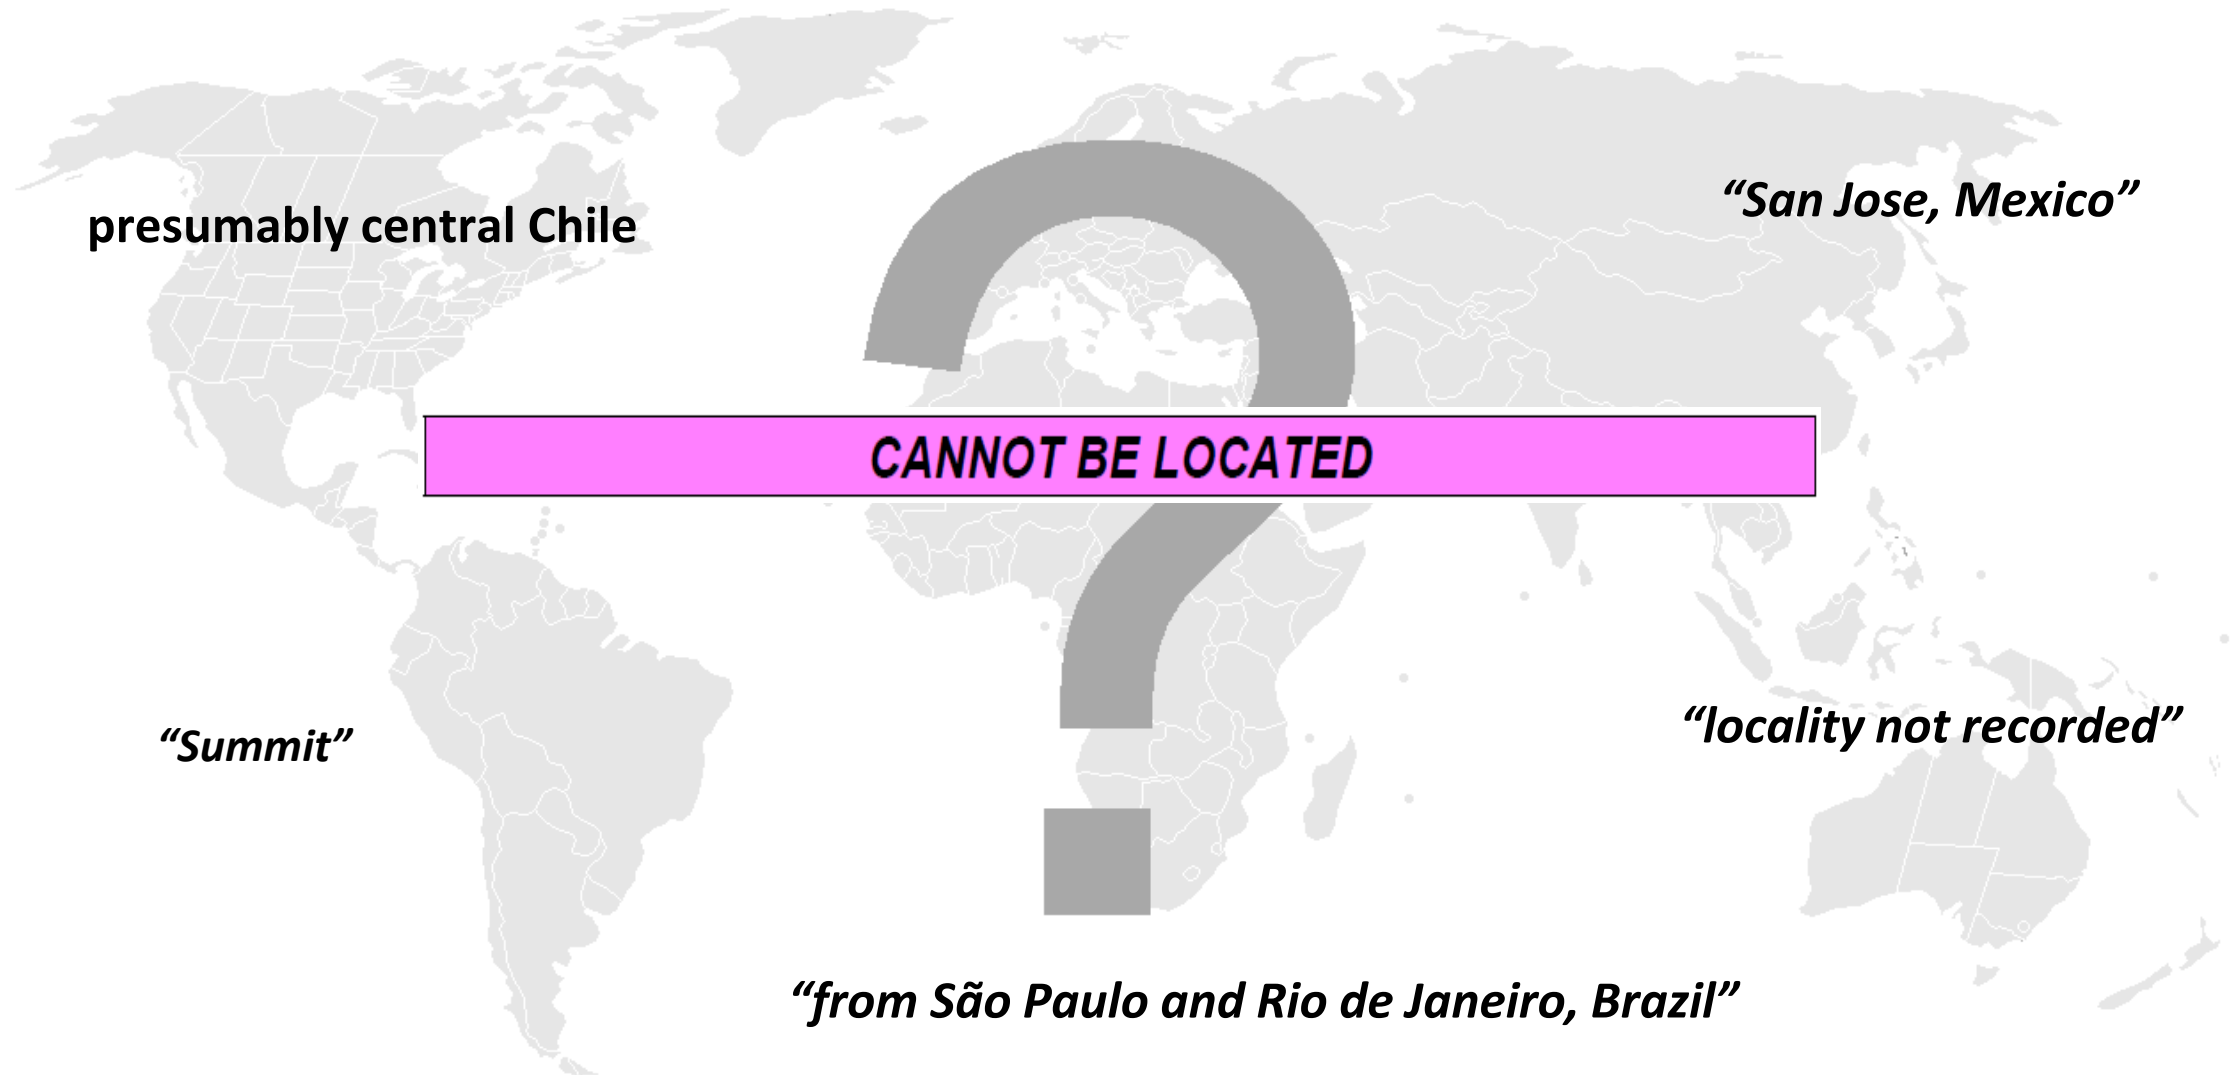 “San Jose, Mexico”
presumably central Chile
CANNOT BE LOCATED
“locality not recorded”
“Summit”
“from São Paulo and Rio de Janeiro, Brazil”